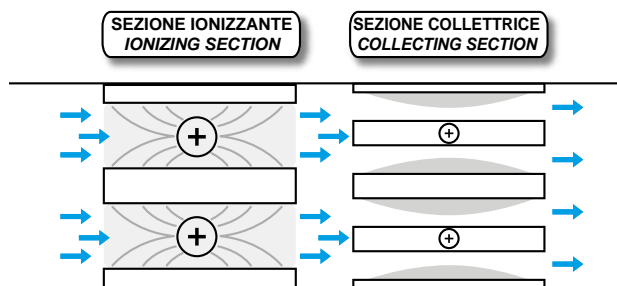 SEZIONE IONIZZANTE
IONIZING SECTION
SEZIONE COLLETTRICE
COLLECTING SECTION
+
+
+
+